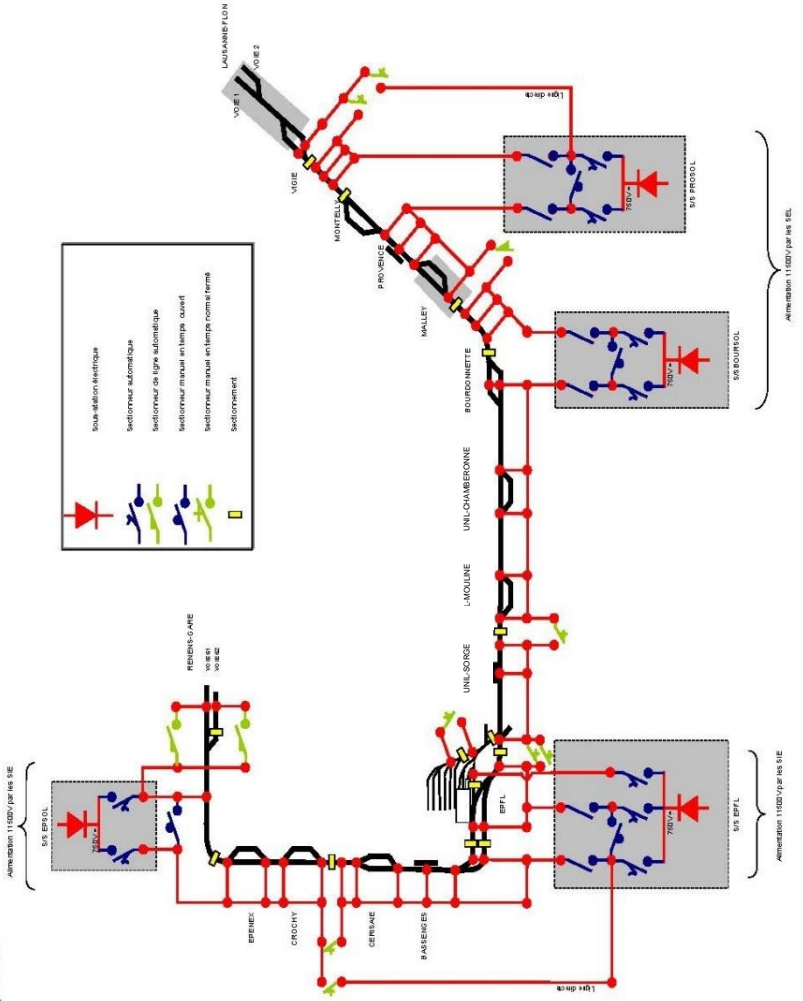 LAUSANNE-FLON
VOIE 2
VOIE 1
VIGIE
MONTELLY
PROVENCE
MALLEY
BOURDONNETTE
UNIL-CHAMBERONNE
L-MOULINE
UNIL-SORGE
EPFL
BASSENGES
CERISAIE
CROCHY
EPENEX
RENENS-GARE
VOIE 61
VOIE 62
Ligne directe
750V=
S/S PROSOL
750V=
S/S BOURSOL
Alimentation 11500V par les SEL
750V=
S/S EPFL
Alimentation 11500V par les SIE
Ligne directe
Alimentation 11500V par les SIE
S/S EPSOL
750V=
Sous-station électrique
Sectionneur automatique
Sectionneur de ligne automatique
Sectionneur manuel en temps ouvert
Sectionneur manuel en temps normal fermé
Sectionnement